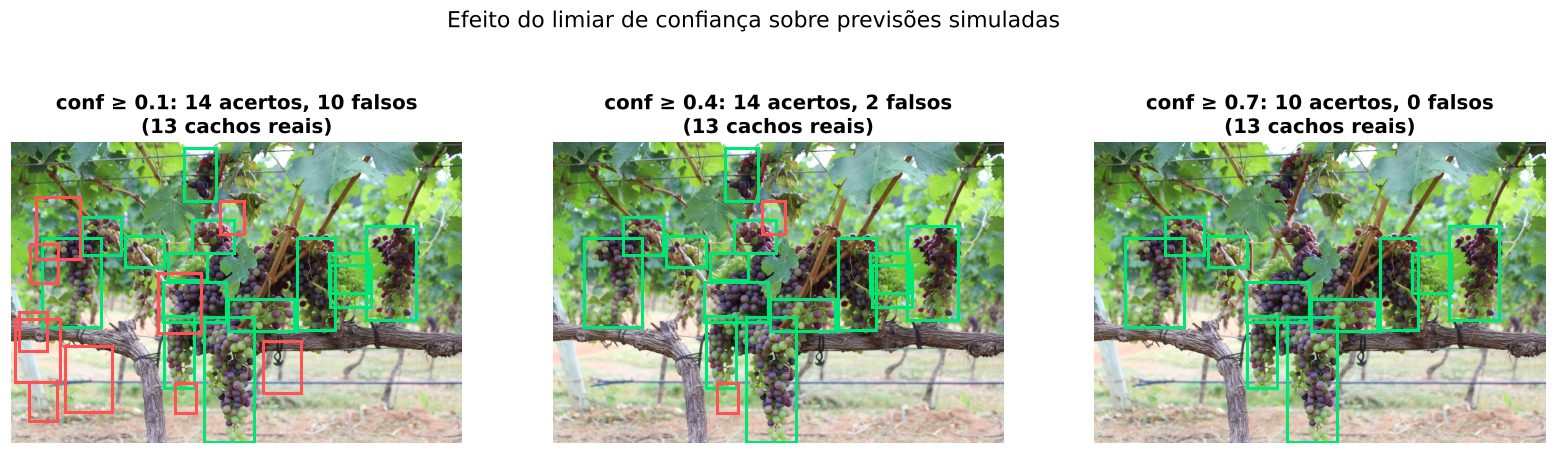 Efeito do limiar de confiança sobre previsões simuladas
conf ≥ 0.1: 14 acertos, 10 falsos
(13 cachos reais)
conf ≥ 0.4: 14 acertos, 2 falsos
(13 cachos reais)
conf ≥ 0.7: 10 acertos, 0 falsos
(13 cachos reais)